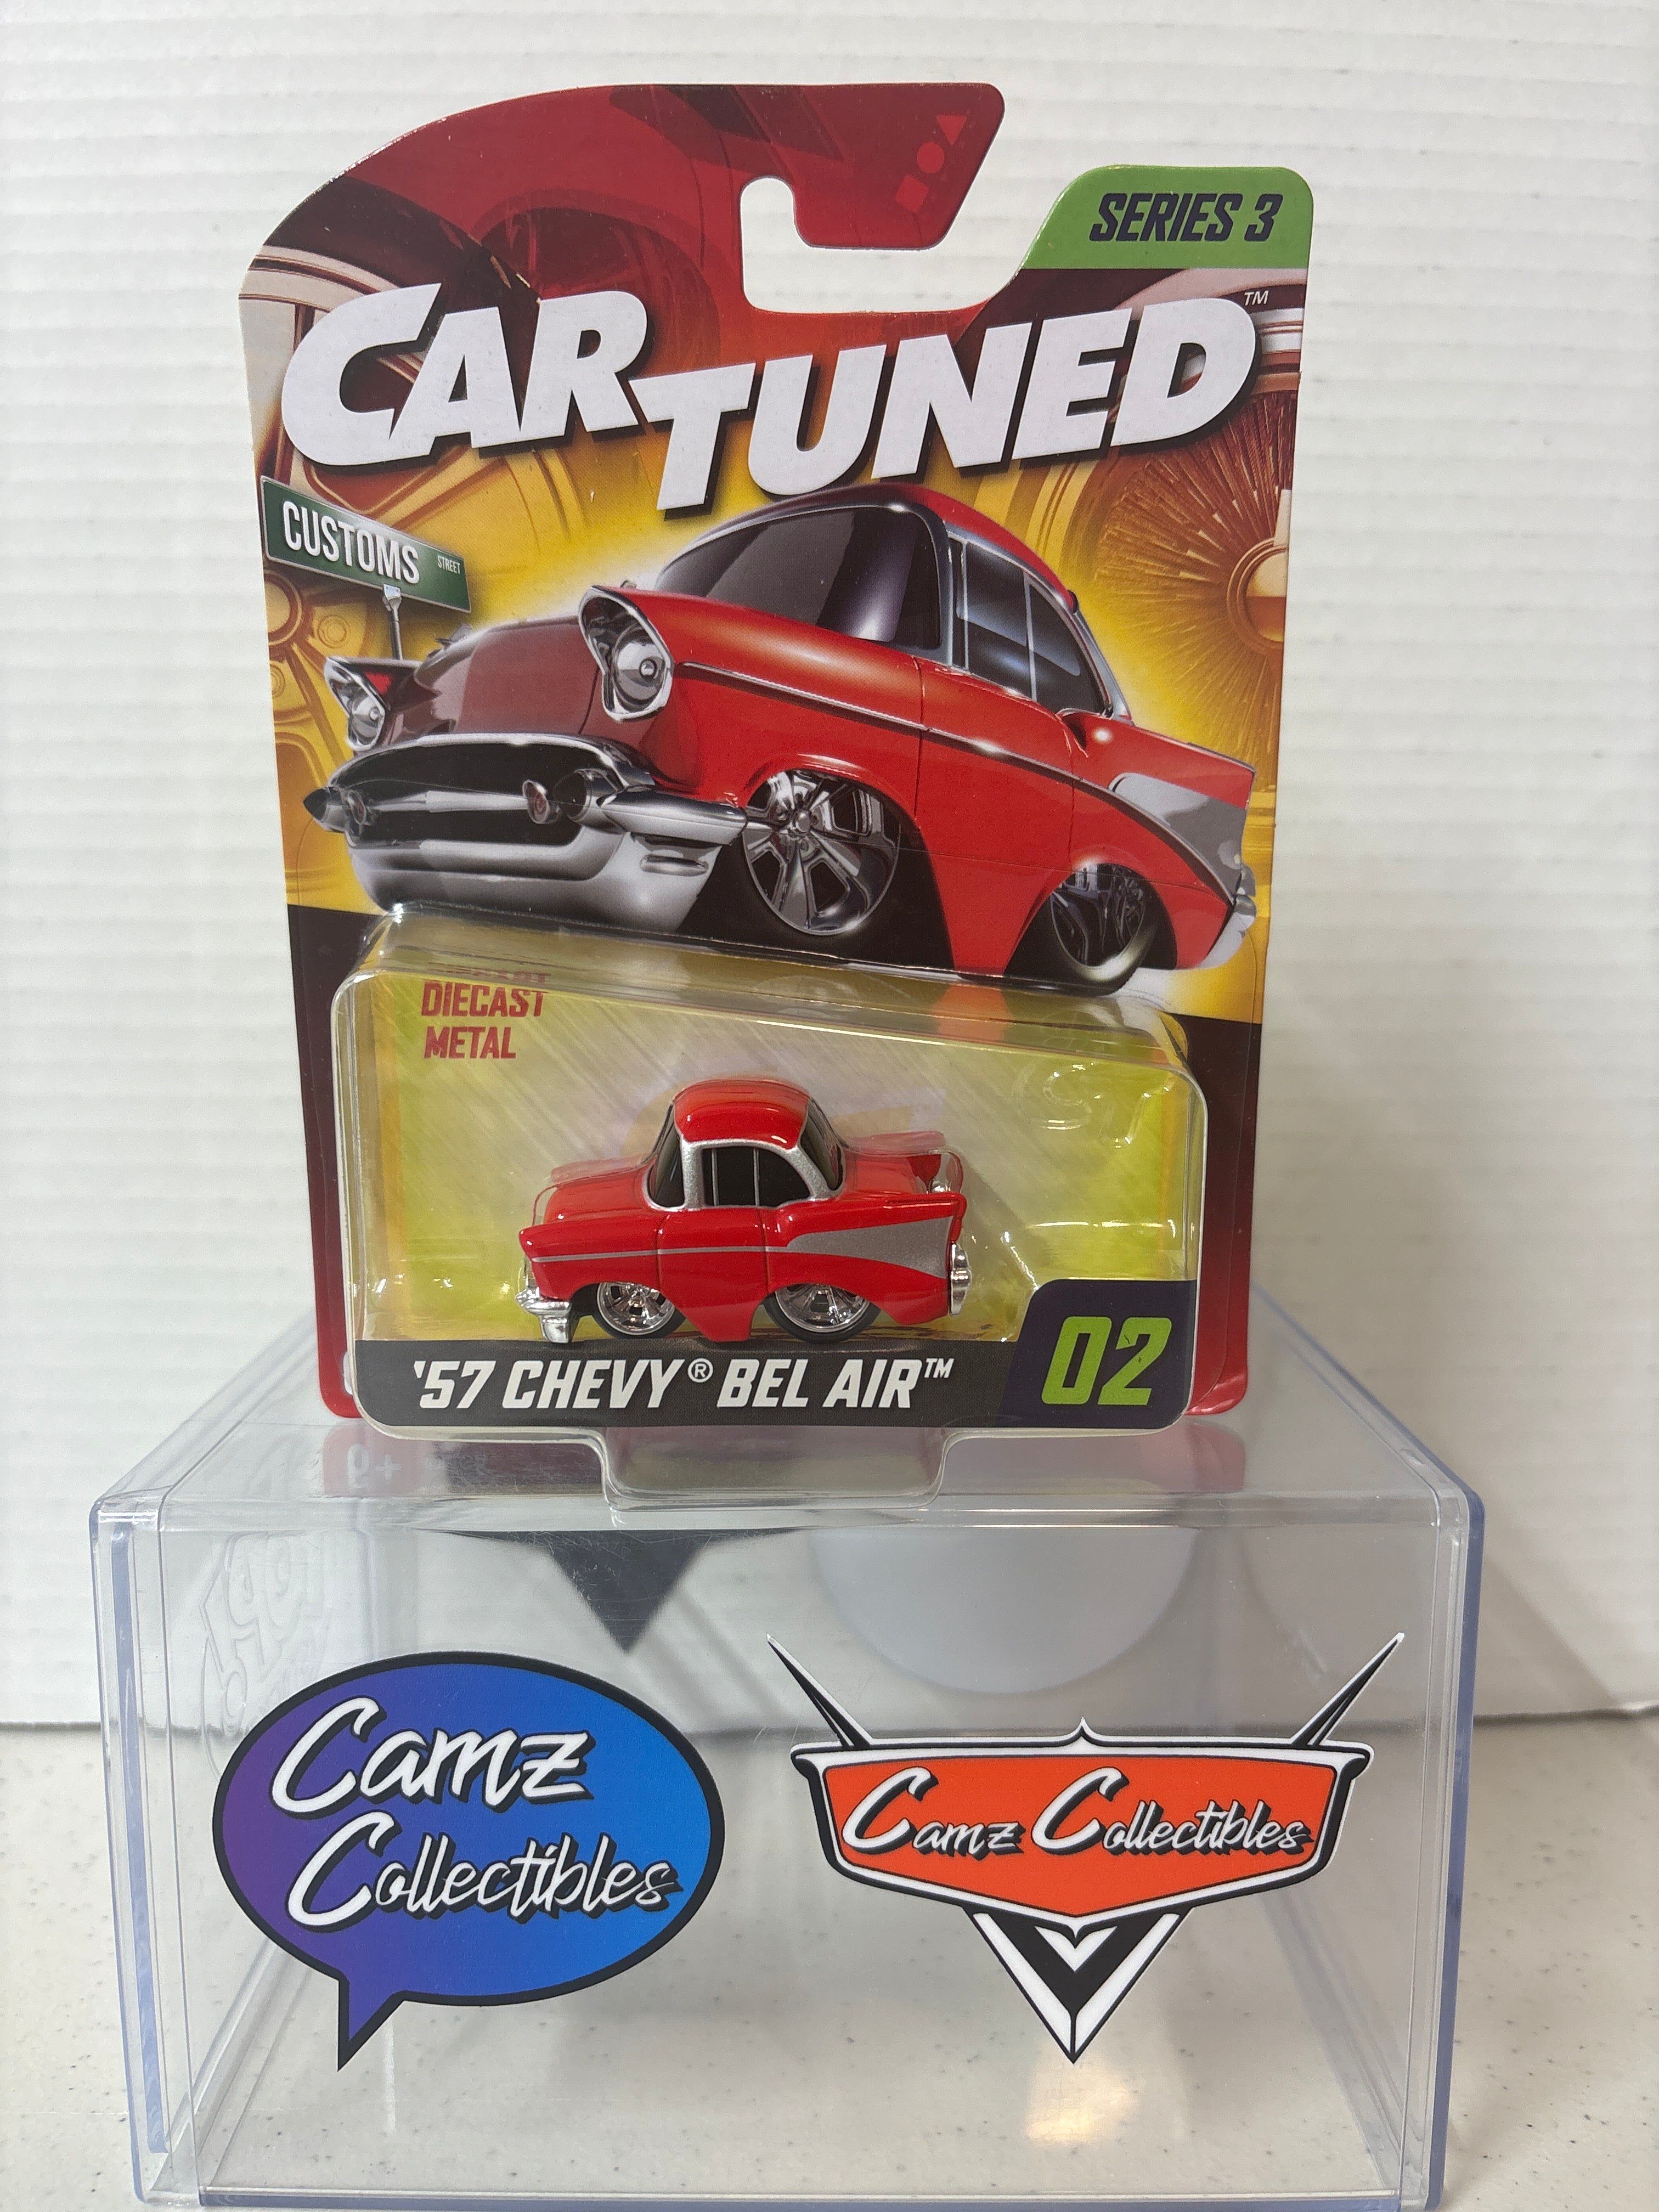 SERIES 3
CAR TUNED™
CUSTOMS STREET
DIECAST
METAL
'57 CHEVY® BEL AIR™
02
Camz
Collectibles
Camz Collectibles